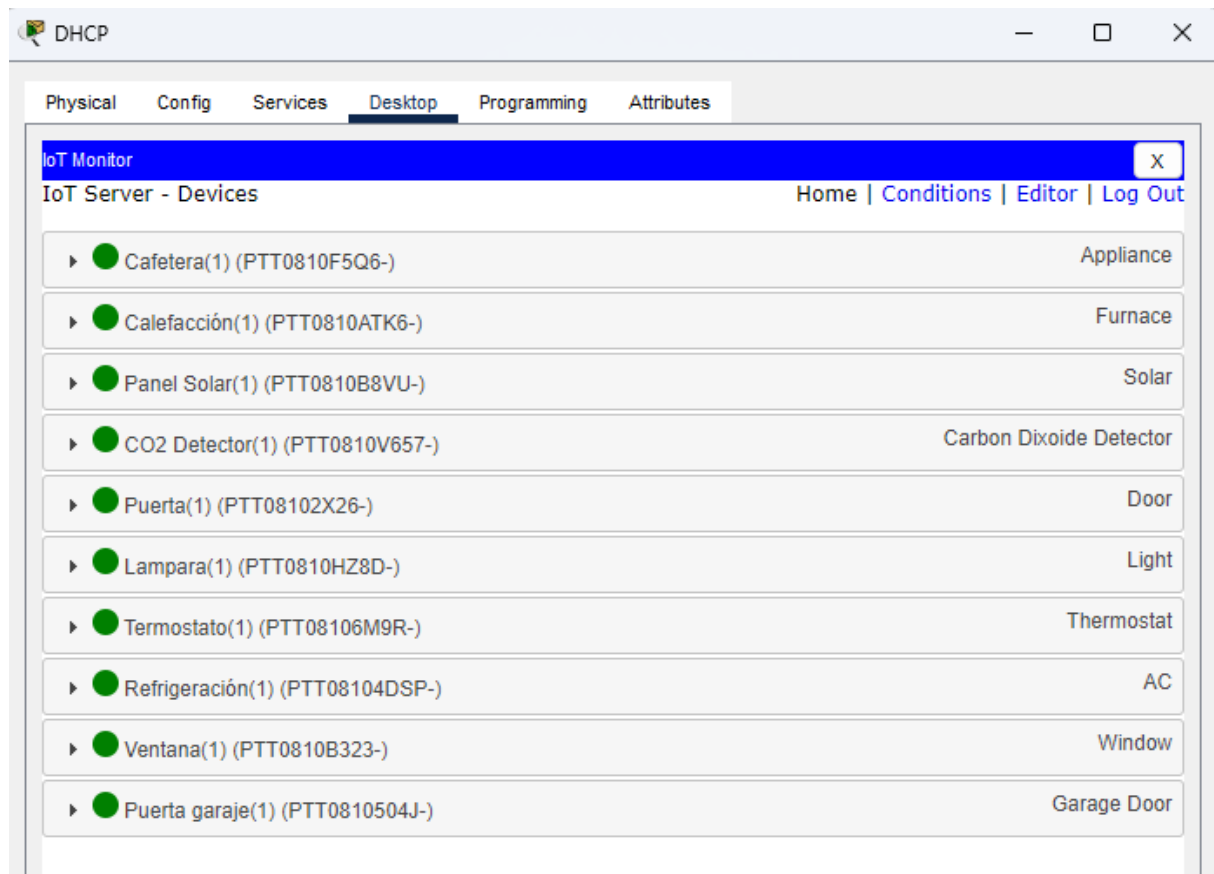 DHCP
Physical Config Services Desktop Programming Attributes
IoT Monitor X
IoT Server - Devices Home | Conditions | Editor | Log Out
Cafetera(1) (PTT0810F5Q6-) Appliance
Calefacción(1) (PTT0810ATK6-) Furnace
Panel Solar(1) (PTT0810B8VU-) Solar
CO2 Detector(1) (PTT0810V657-) Carbon Dixoide Detector
Puerta(1) (PTT08102X26-) Door
Lampara(1) (PTT0810HZ8D-) Light
Termostato(1) (PTT08106M9R-) Thermostat
Refrigeración(1) (PTT08104DSP-) AC
Ventana(1) (PTT0810B323-) Window
Puerta garaje(1) (PTT0810504J-) Garage Door